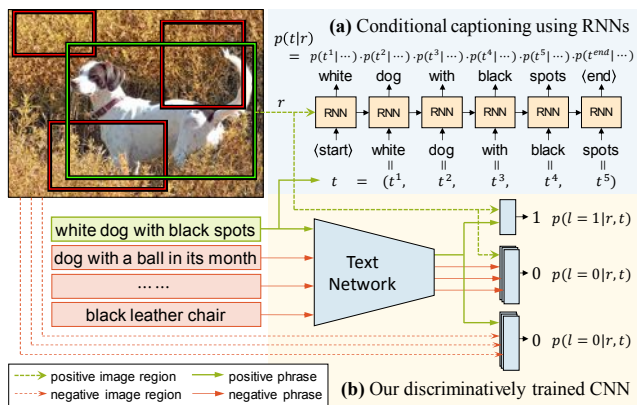 (a) Conditional captioning using RNNs
p(t|r)
= p(t¹|⋯)·p(t²|⋯)·p(t³|⋯)·p(t⁴|⋯)·p(t⁵|⋯)·p(tᵉⁿᵈ|⋯)
white dog with black spots ⟨end⟩
r
RNN RNN RNN RNN RNN RNN
⟨start⟩ white dog with black spots
= = = = =
t = (t¹, t², t³, t⁴, t⁵)
white dog with black spots
1 p(l = 1|r, t)
dog with a ball in its month
Text
Network
0 p(l = 0|r, t)
... ...
black leather chair
0 p(l = 0|r, t)
positive image region positive phrase
negative image region negative phrase
(b) Our discriminatively trained CNN